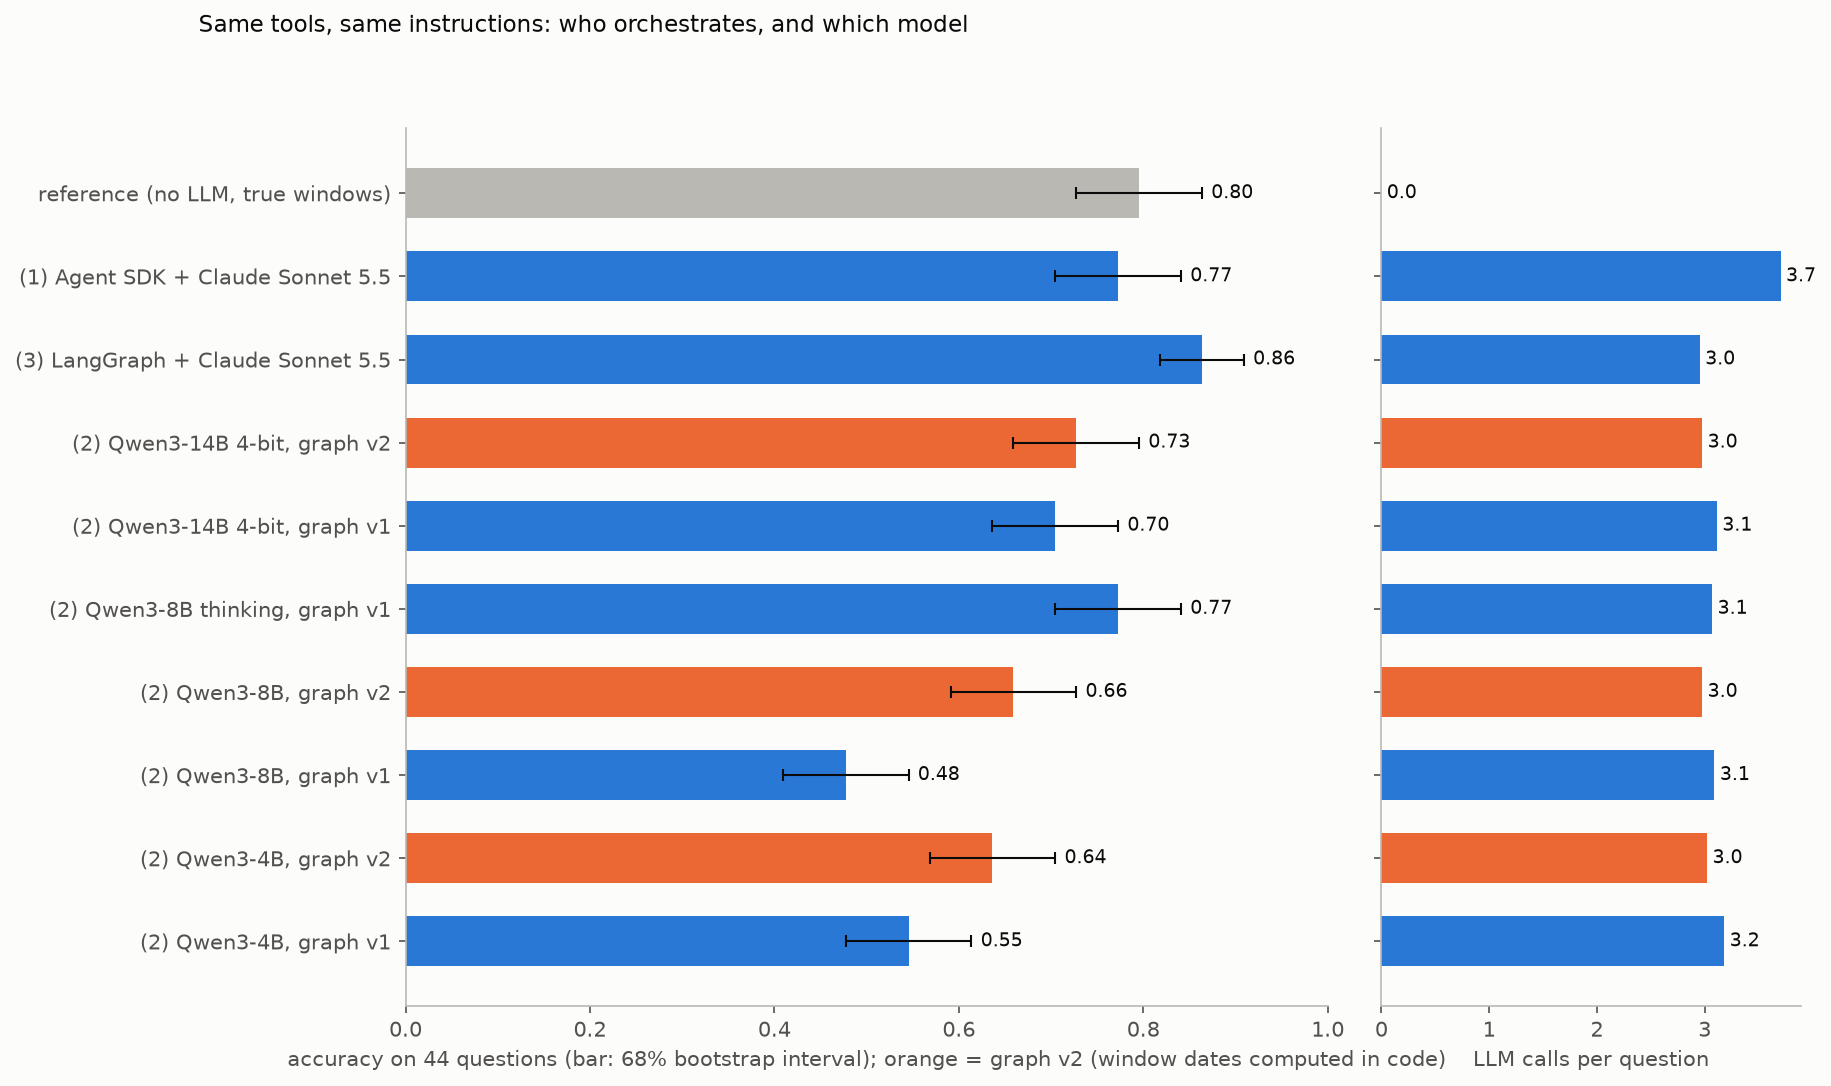 Same tools, same instructions: who orchestrates, and which model
reference (no LLM, true windows) 0.80 0.0
(1) Agent SDK + Claude Sonnet 5.5 0.77 3.7
(3) LangGraph + Claude Sonnet 5.5 0.86 3.0
(2) Qwen3-14B 4-bit, graph v2 0.73 3.0
(2) Qwen3-14B 4-bit, graph v1 0.70 3.1
(2) Qwen3-8B thinking, graph v1 0.77 3.1
(2) Qwen3-8B, graph v2 0.66 3.0
(2) Qwen3-8B, graph v1 0.48 3.1
(2) Qwen3-4B, graph v2 0.64 3.0
(2) Qwen3-4B, graph v1 0.55 3.2
0.0 0.2 0.4 0.6 0.8 1.0 0 1 2 3
accuracy on 44 questions (bar: 68% bootstrap interval); orange = graph v2 (window dates computed in code) LLM calls per question